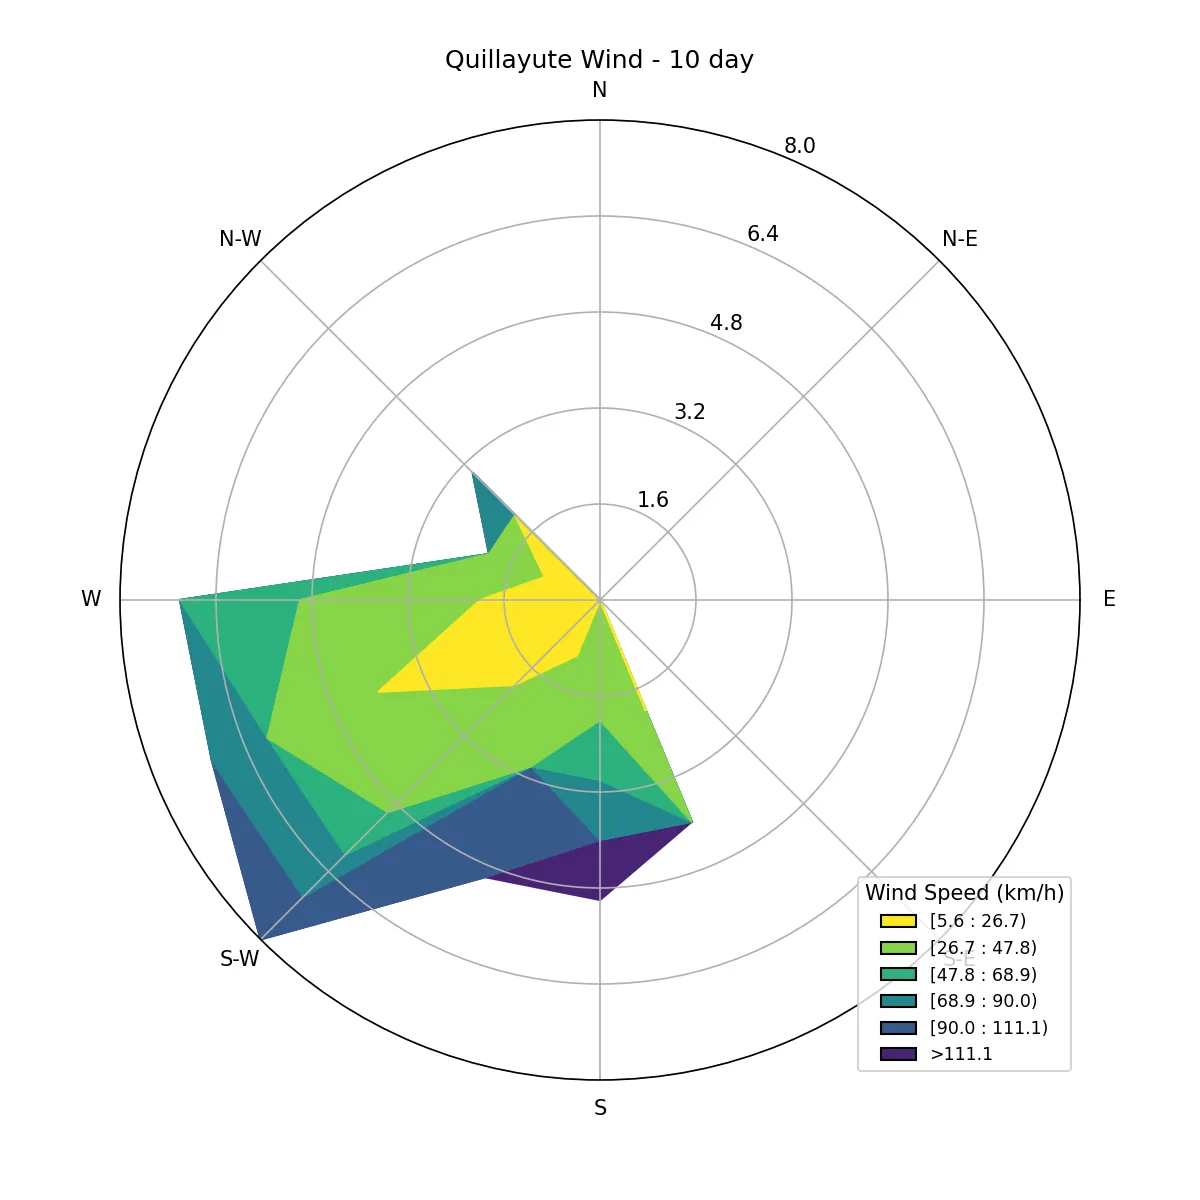 Quillayute Wind - 10 day
N
8.0
N-W
N-E
6.4
4.8
3.2
1.6
W
E
S-W
S-E
S
Wind Speed (km/h)
[5.6 : 26.7)
[26.7 : 47.8)
[47.8 : 68.9)
[68.9 : 90.0)
[90.0 : 111.1)
>111.1